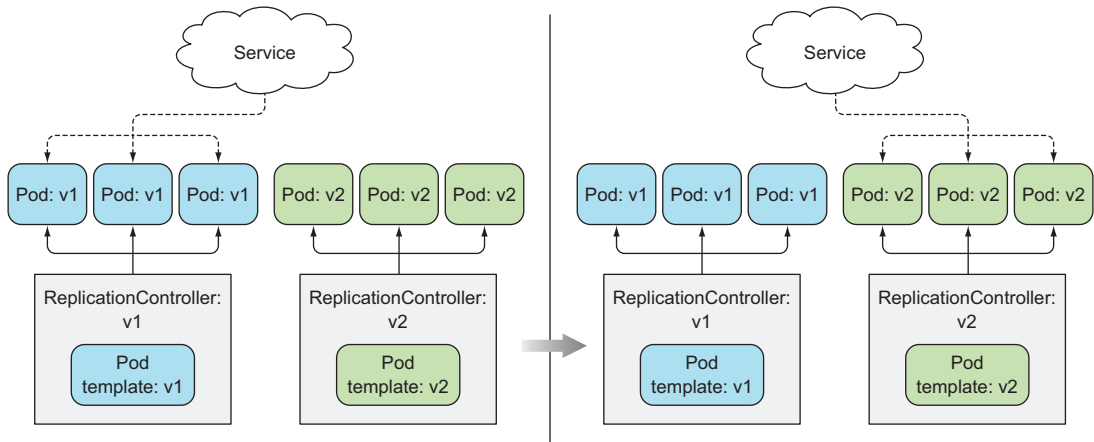 Service
Pod: v1
Pod: v1
Pod: v1
Pod: v2
Pod: v2
Pod: v2
ReplicationController:
v1
Pod
template: v1
ReplicationController:
v2
Pod
template: v2
Service
Pod: v1
Pod: v1
Pod: v1
Pod: v2
Pod: v2
Pod: v2
ReplicationController:
v1
Pod
template: v1
ReplicationController:
v2
Pod
template: v2